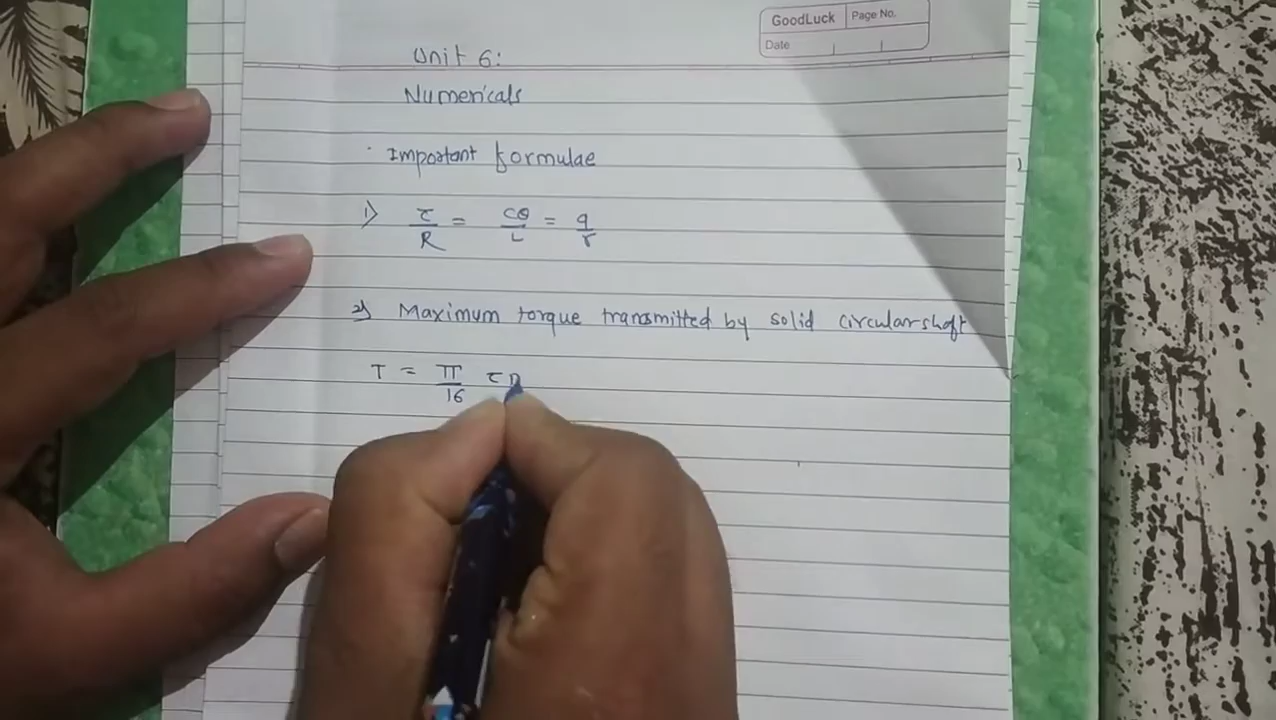 GoodLuck Page No.
Date
Unit 6:
Numericals
Important formulae
1) τ/R = Cθ/L = q/r
2) Maximum torque transmitted by solid circular shaft
T = π/16 τD